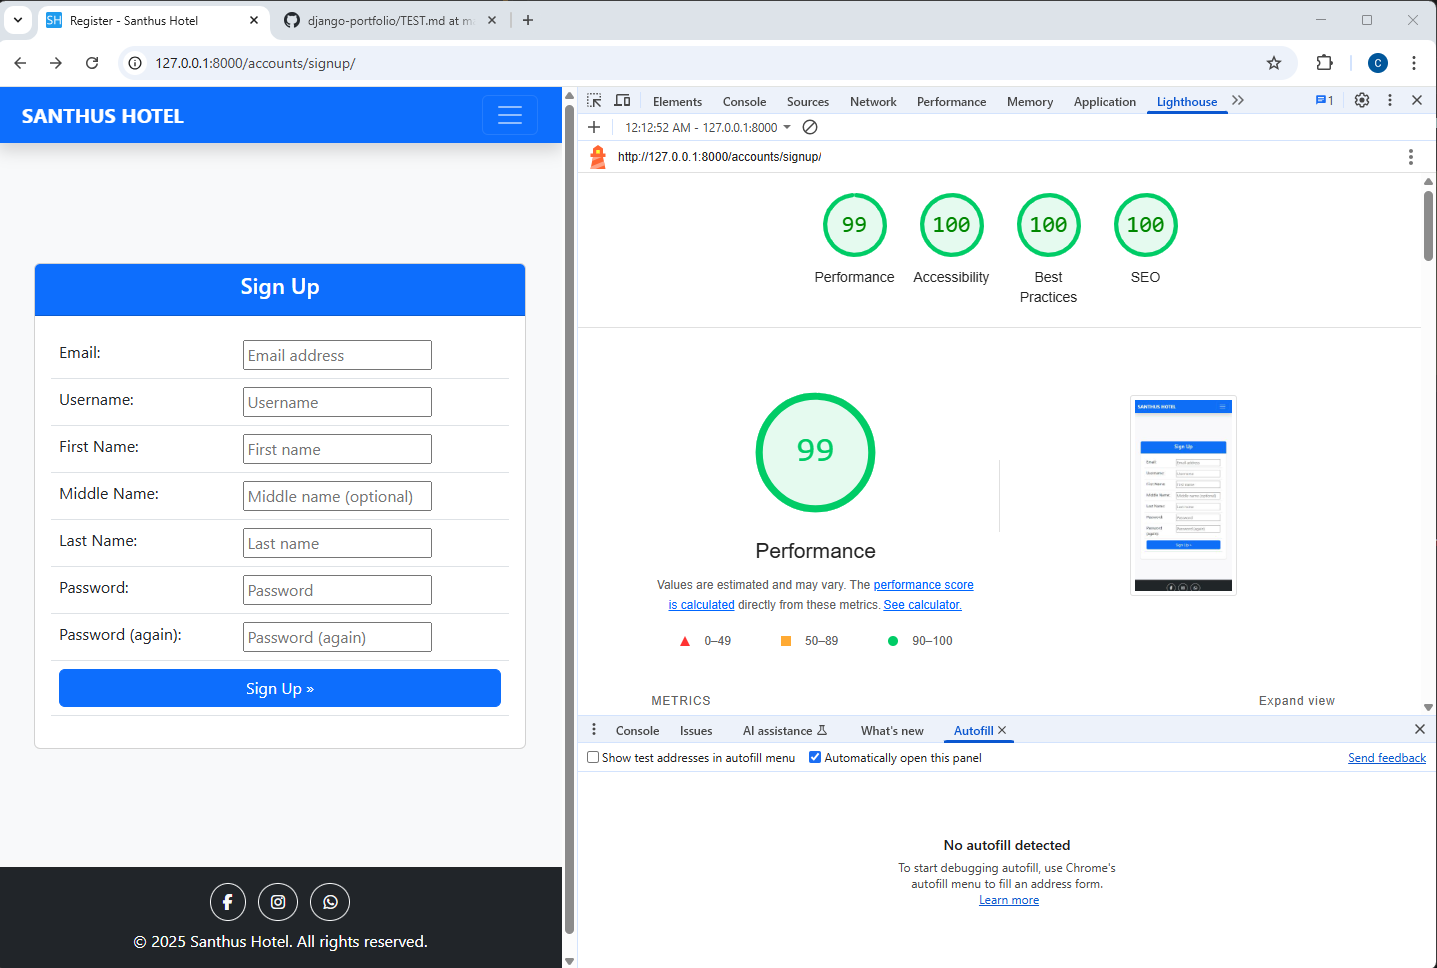 SH Register - Santhus Hotel
django-portfolio/TEST.md at m
127.0.0.1:8000/accounts/signup/
C
SANTHUS HOTEL
Sign Up
Email: Email address
Username: Username
First Name: First name
Middle Name: Middle name (optional)
Last Name: Last name
Password: Password
Password (again): Password (again)
Sign Up »
© 2025 Santhus Hotel. All rights reserved.
Elements Console Sources Network Performance Memory Application Lighthouse 1
12:12:52 AM - 127.0.0.1:8000
http://127.0.0.1:8000/accounts/signup/
99 100 100 100
Performance Accessibility Best Practices SEO
99
Performance
Values are estimated and may vary. The performance score
is calculated directly from these metrics. See calculator.
0–49 50–89 90–100
SANTHUS HOTEL
Sign Up
METRICS Expand view
Console Issues AI assistance What's new Autofill
Show test addresses in autofill menu Automatically open this panel Send feedback
No autofill detected
To start debugging autofill, use Chrome's
autofill menu to fill an address form.
Learn more